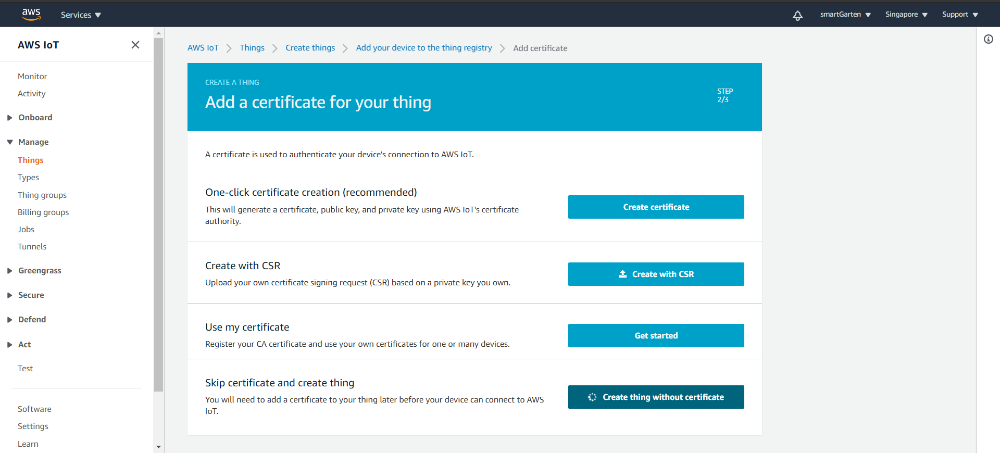 aws
Services
smartGarten
Singapore
Support
AWS IoT
Monitor
Activity
Onboard
Manage
Things
Types
Thing groups
Billing groups
Jobs
Tunnels
Greengrass
Secure
Defend
Act
Test
Software
Settings
Learn
AWS IoT
Things
Create things
Add your device to the thing registry
Add certificate
CREATE A THING
Add a certificate for your thing
STEP
2/3
A certificate is used to authenticate your device's connection to AWS IoT.
One-click certificate creation (recommended)
This will generate a certificate, public key, and private key using AWS IoT's certificate
authority.
Create certificate
Create with CSR
Upload your own certificate signing request (CSR) based on a private key you own.
Create with CSR
Use my certificate
Register your CA certificate and use your own certificates for one or many devices.
Get started
Skip certificate and create thing
You will need to add a certificate to your thing later before your device can connect to AWS
IoT.
Create thing without certificate